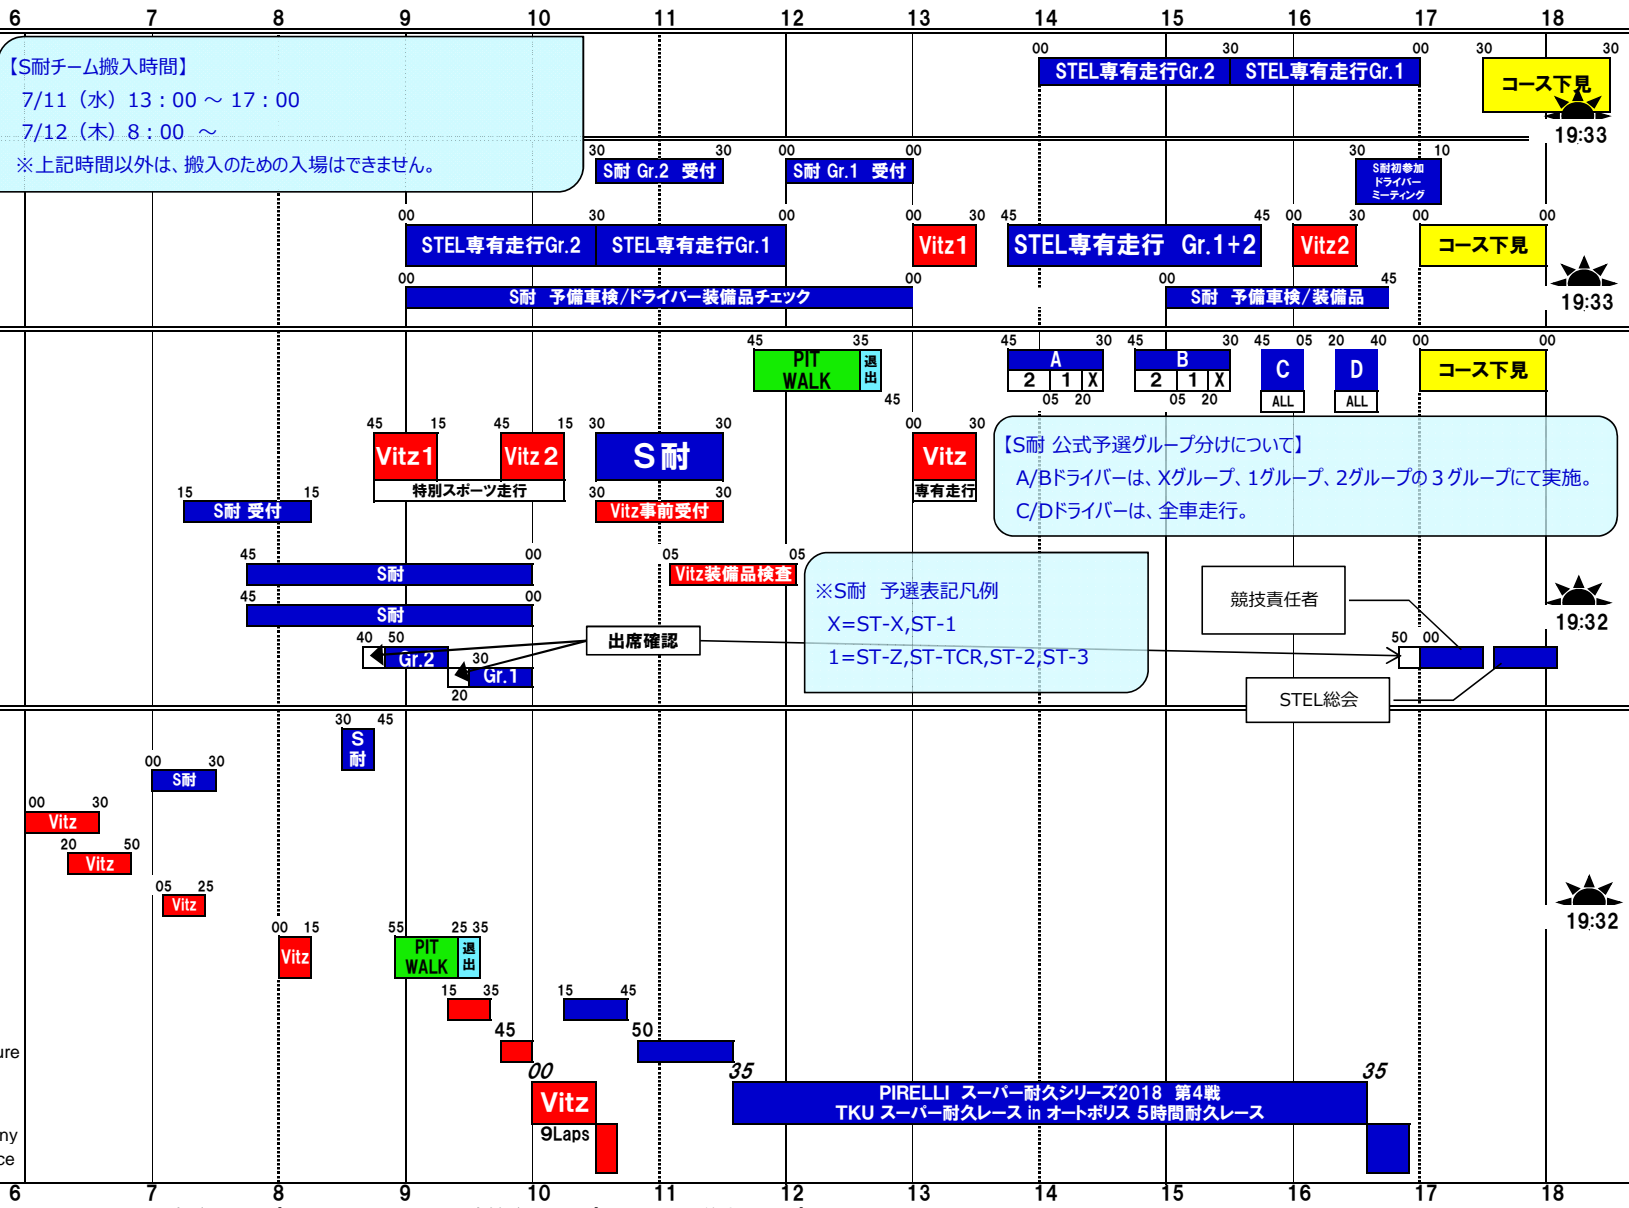 6 7 8 9 10 11 12 13 14 15 16 17 18
【S耐チーム搬入時間】
7/11（水）13：00 ～ 17：00
7/12（木）8：00 ～
※上記時間以外は、搬入のための入場はできません。
00 30 00 30 30
STEL専有走行Gr.2 STEL専有走行Gr.1 コース下見
19:33
30 30 00 00 30 10
S耐 Gr.2 受付 S耐 Gr.1 受付
S耐初参加
ドライバー
ミーティング
00 30 00 00 30 45 45 00 30 00 00
STEL専有走行Gr.2 STEL専有走行Gr.1 Vitz1 STEL専有走行 Gr.1+2 Vitz2 コース下見
00 00 00 45
S耐 予備車検/ドライバー装備品チェック S耐 予備車検/装備品
19:33
45 35 45 30 45 30 45 05 20 40 00 00
PIT
WALK
退
出
45
A B C D コース下見
2 1 X 2 1 X ALL ALL
05 20 05 20
45 15 45 15 30 30 00 30
Vitz1 Vitz 2 S耐 Vitz
特別スポーツ走行 専有走行
【S耐 公式予選グループ分けについて】
A/Bドライバーは、Xグループ、1グループ、2グループの３グループにて実施。
C/Dドライバーは、全車走行。
15 15 30 30
S耐 受付 Vitz事前受付
45 00 05 05
S耐 Vitz装備品検査
※S耐 予選表記凡例
X=ST-X,ST-1
1=ST-Z,ST-TCR,ST-2,ST-3
45 00
S耐
競技責任者
19:32
出席確認
40 50 50 00
Gr.2
30
Gr.1
20
STEL総会
30 45
S
耐
00 30
S耐
00 30
Vitz
20 50
Vitz
05 25
Vitz
19:32
00 15 55 25 35
Vitz
PIT
WALK
退
出
15 35 15 45
45 50
ure
00 35 35
Vitz
PIRELLI スーパー耐久シリーズ2018 第4戦
TKU スーパー耐久レース in オートポリス ５時間耐久レース
9Laps
ny
ce
6 7 8 9 10 11 12 13 14 15 16 17 18